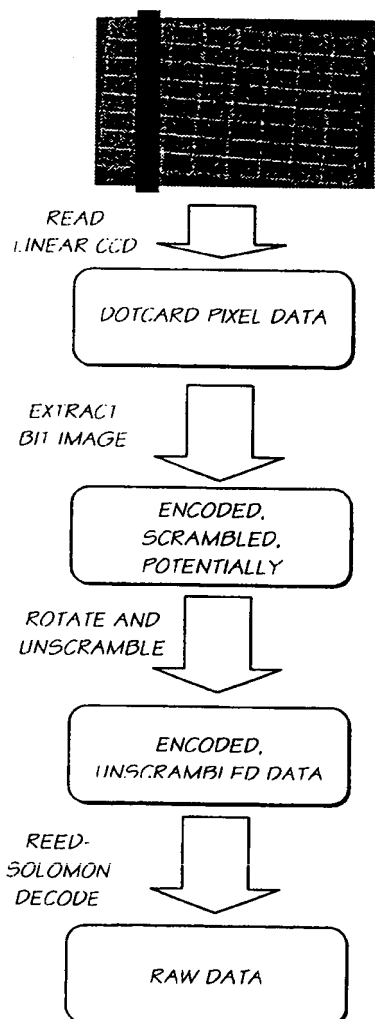 READ
LINEAR CCD
DOTCARD PIXEL DATA
EXTRACT
BIT IMAGE
ENCODED,
SCRAMBLED,
POTENTIALLY
ROTATE AND
UNSCRAMBLE
ENCODED,
UNSCRAMBLED DATA
REED-
SOLOMON
DECODE
RAW DATA